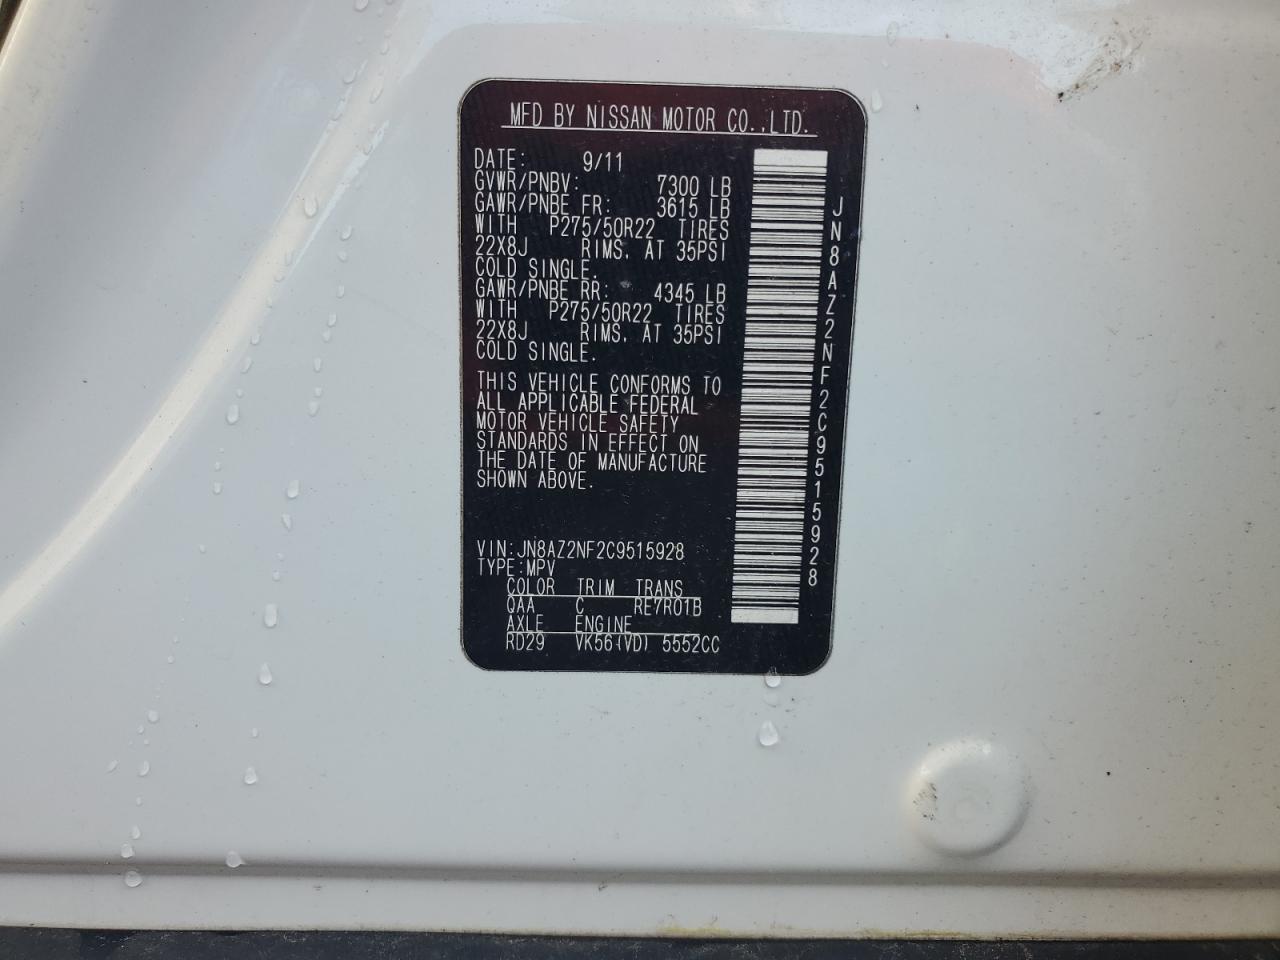 MFD BY NISSAN MOTOR CO.,LTD.
DATE: 9/11
GVWR/PNBV: 7300 LB
GAWR/PNBE FR: 3615 LB
WITH P275/50R22 TIRES
22X8J RIMS, AT 35PSI
COLD SINGLE.
GAWR/PNBE RR: 4345 LB
WITH P275/50R22 TIRES
22X8J RIMS, AT 35PSI
COLD SINGLE.
THIS VEHICLE CONFORMS TO
ALL APPLICABLE FEDERAL
MOTOR VEHICLE SAFETY
STANDARDS IN EFFECT ON
THE DATE OF MANUFACTURE
SHOWN ABOVE.
VIN:JN8AZ2NF2C9515928
TYPE:MPV
COLOR TRIM TRANS
QAA C RE7R01B
AXLE ENGINE
RD29 VK56(VD) 5552CC
JN8AZ2NF2C9515928